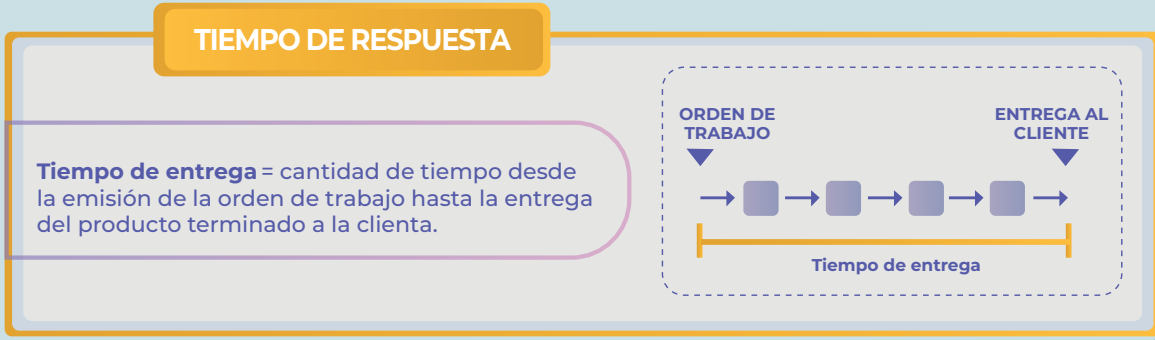 TIEMPO DE RESPUESTA
Tiempo de entrega = cantidad de tiempo desde
la emisión de la orden de trabajo hasta la entrega
del producto terminado a la clienta.
ORDEN DE
TRABAJO
ENTREGA AL
CLIENTE
Tiempo de entrega